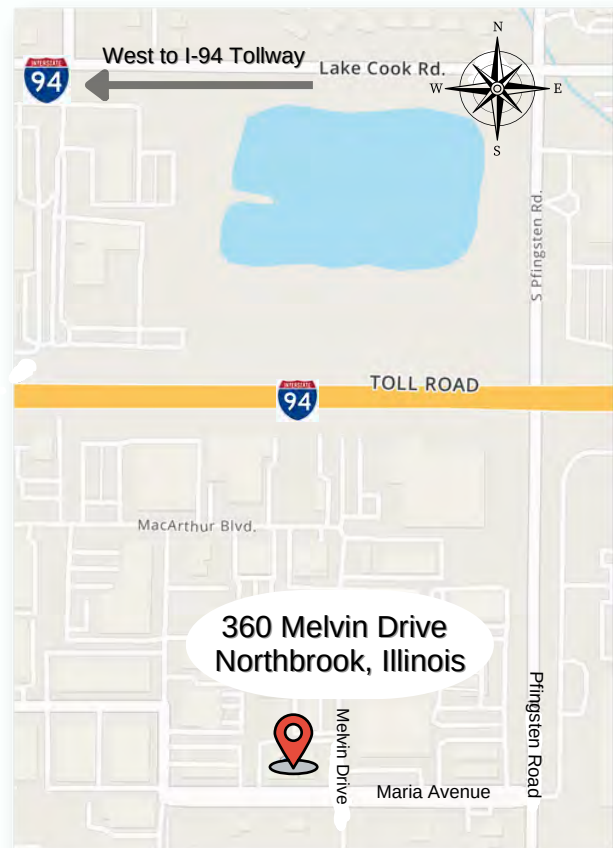 N
West to I-94 Tollway
Lake Cook Rd.
INTERSTATE
94
W
E
S
S Pfingsten Rd.
TOLL ROAD
INTERSTATE
94
MacArthur Blvd.
360 Melvin Drive
Northbrook, Illinois
Pfingsten Road
Melvin Drive
Maria Avenue